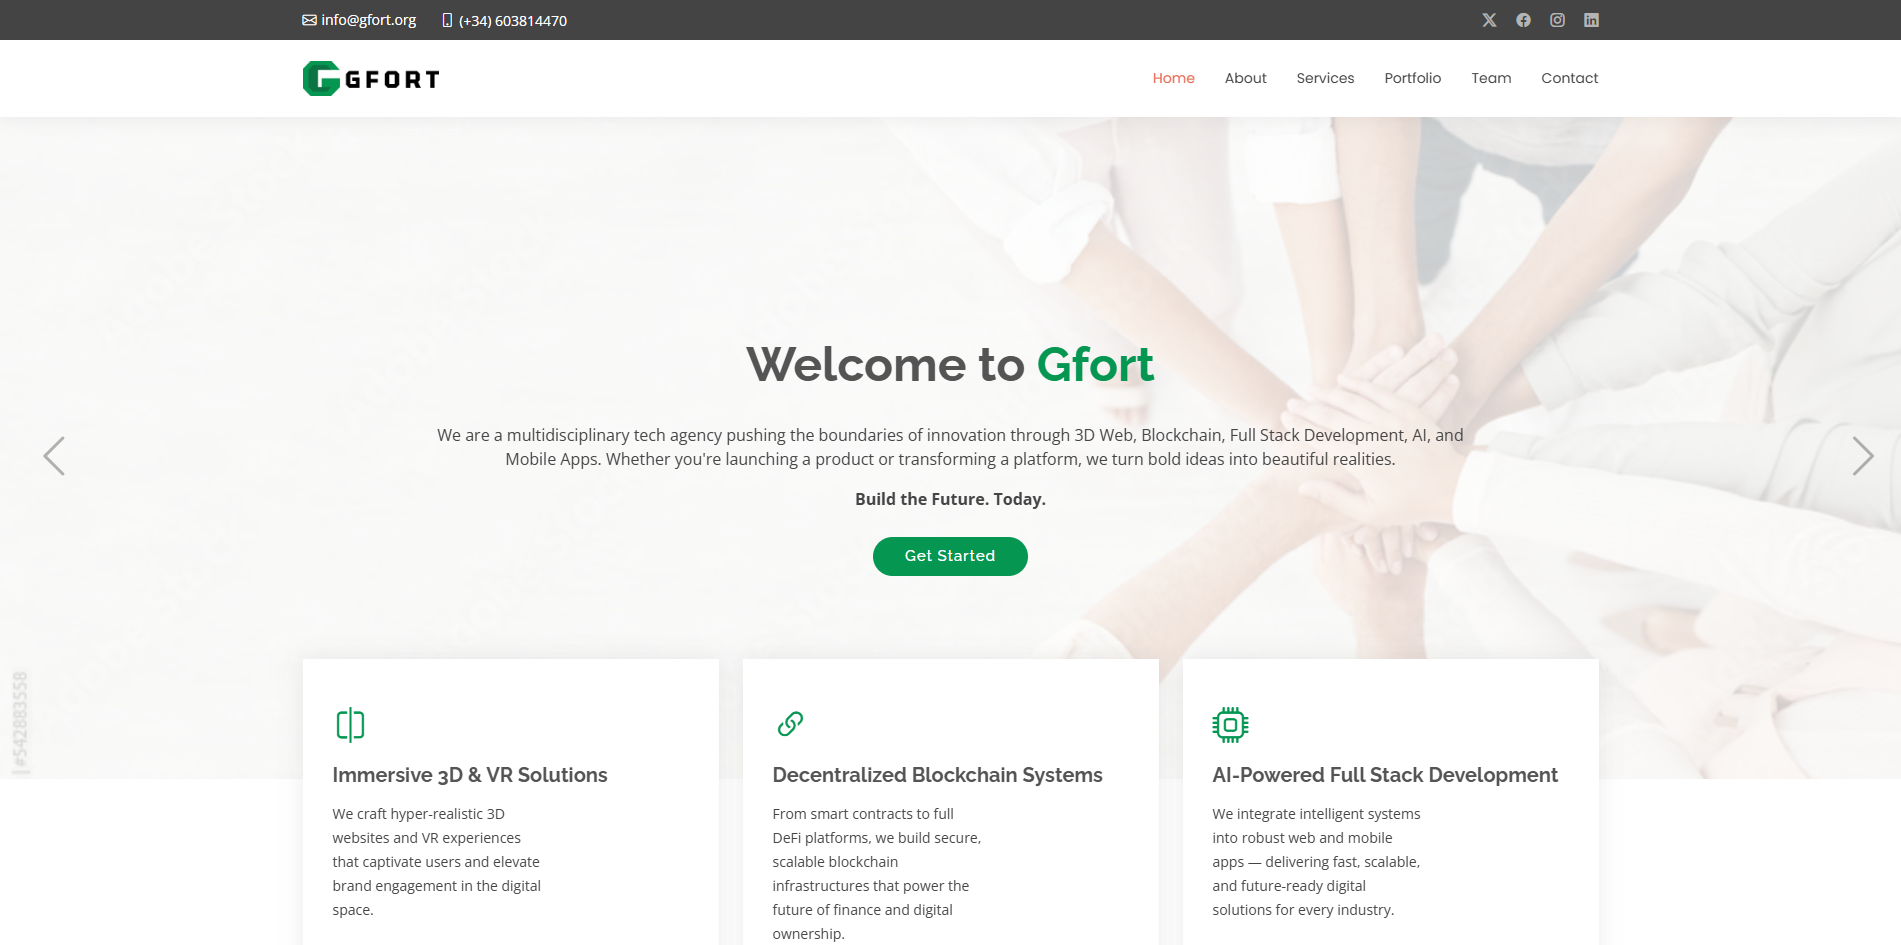 info@gfort.org
(+34) 603814470
GFORT
Home
About
Services
Portfolio
Team
Contact
Welcome to Gfort
We are a multidisciplinary tech agency pushing the boundaries of innovation through 3D Web, Blockchain, Full Stack Development, AI, and
Mobile Apps. Whether you're launching a product or transforming a platform, we turn bold ideas into beautiful realities.
Build the Future. Today.
Get Started
#542883558
Immersive 3D & VR Solutions
We craft hyper-realistic 3D
websites and VR experiences
that captivate users and elevate
brand engagement in the digital
space.
Decentralized Blockchain Systems
From smart contracts to full
DeFi platforms, we build secure,
scalable blockchain
infrastructures that power the
future of finance and digital
ownership.
AI-Powered Full Stack Development
We integrate intelligent systems
into robust web and mobile
apps — delivering fast, scalable,
and future-ready digital
solutions for every industry.